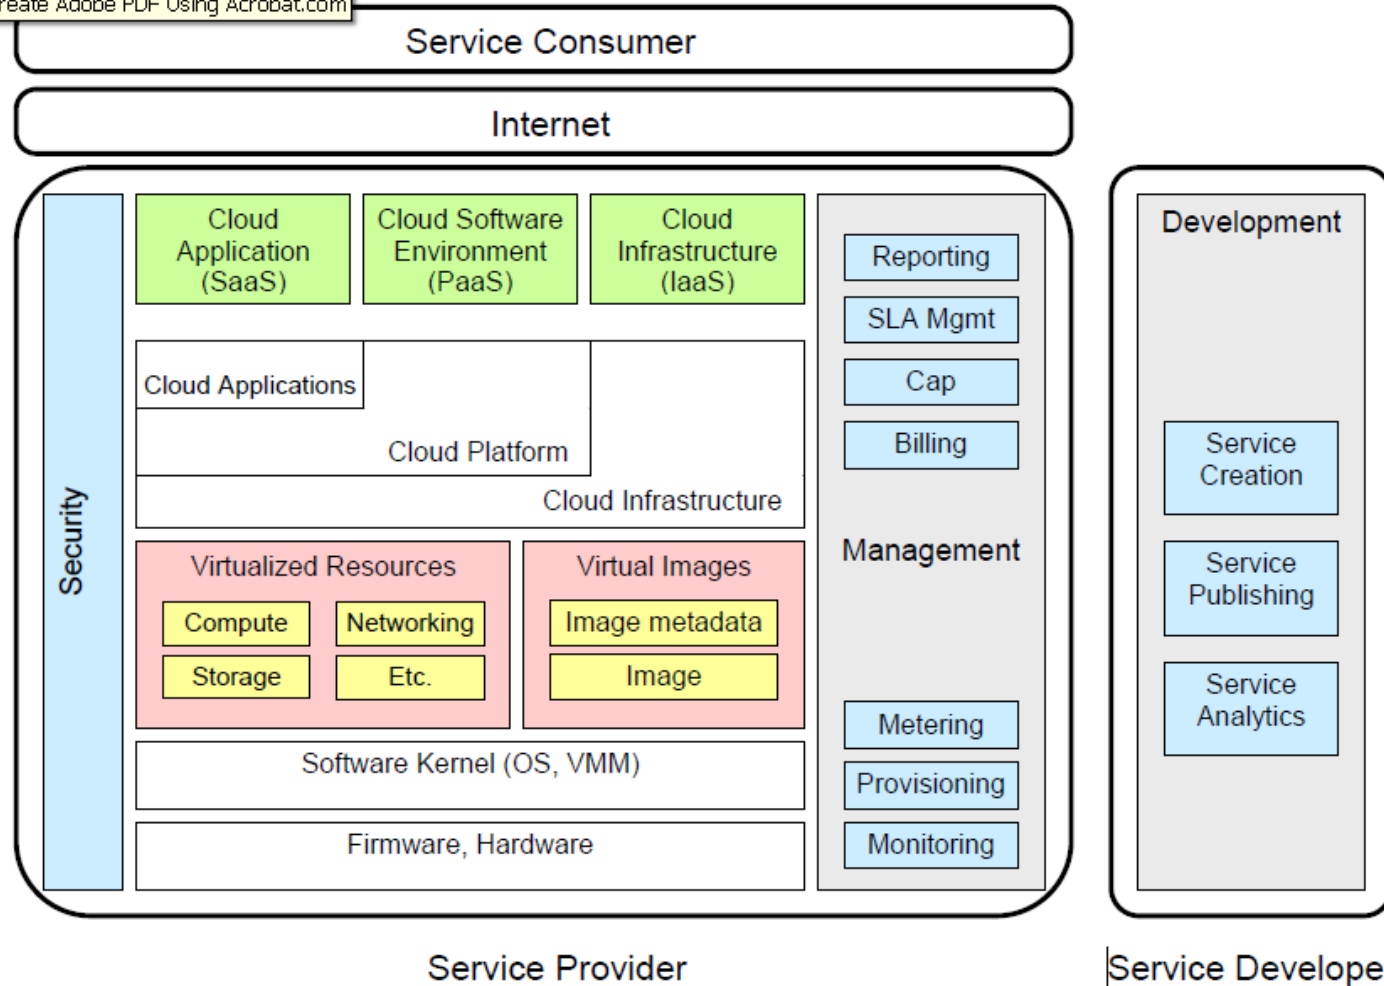 reate Adobe PDF Using Acrobat.com
Service Consumer
Internet
Security
Cloud
Application
(SaaS)
Cloud Software
Environment
(PaaS)
Cloud
Infrastructure
(IaaS)
Cloud Applications
Cloud Platform
Cloud Infrastructure
Virtualized Resources
Compute
Networking
Storage
Etc.
Virtual Images
Image metadata
Image
Software Kernel (OS, VMM)
Firmware, Hardware
Reporting
SLA Mgmt
Cap
Billing
Management
Metering
Provisioning
Monitoring
Service Provider
Development
Service
Creation
Service
Publishing
Service
Analytics
Service Develope